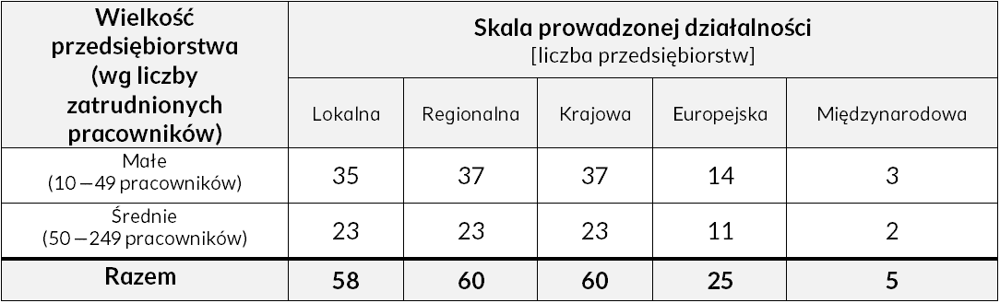 Wielkość
przedsiębiorstwa
(wg liczby
zatrudnionych
pracowników)
Skala prowadzonej działalności
[liczba przedsiębiorstw]
Lokalna Regionalna Krajowa Europejska Międzynarodowa
Małe
(10 —49 pracowników)
35 37 37 14 3
Średnie
(50 —249 pracowników)
23 23 23 11 2
Razem 58 60 60 25 5